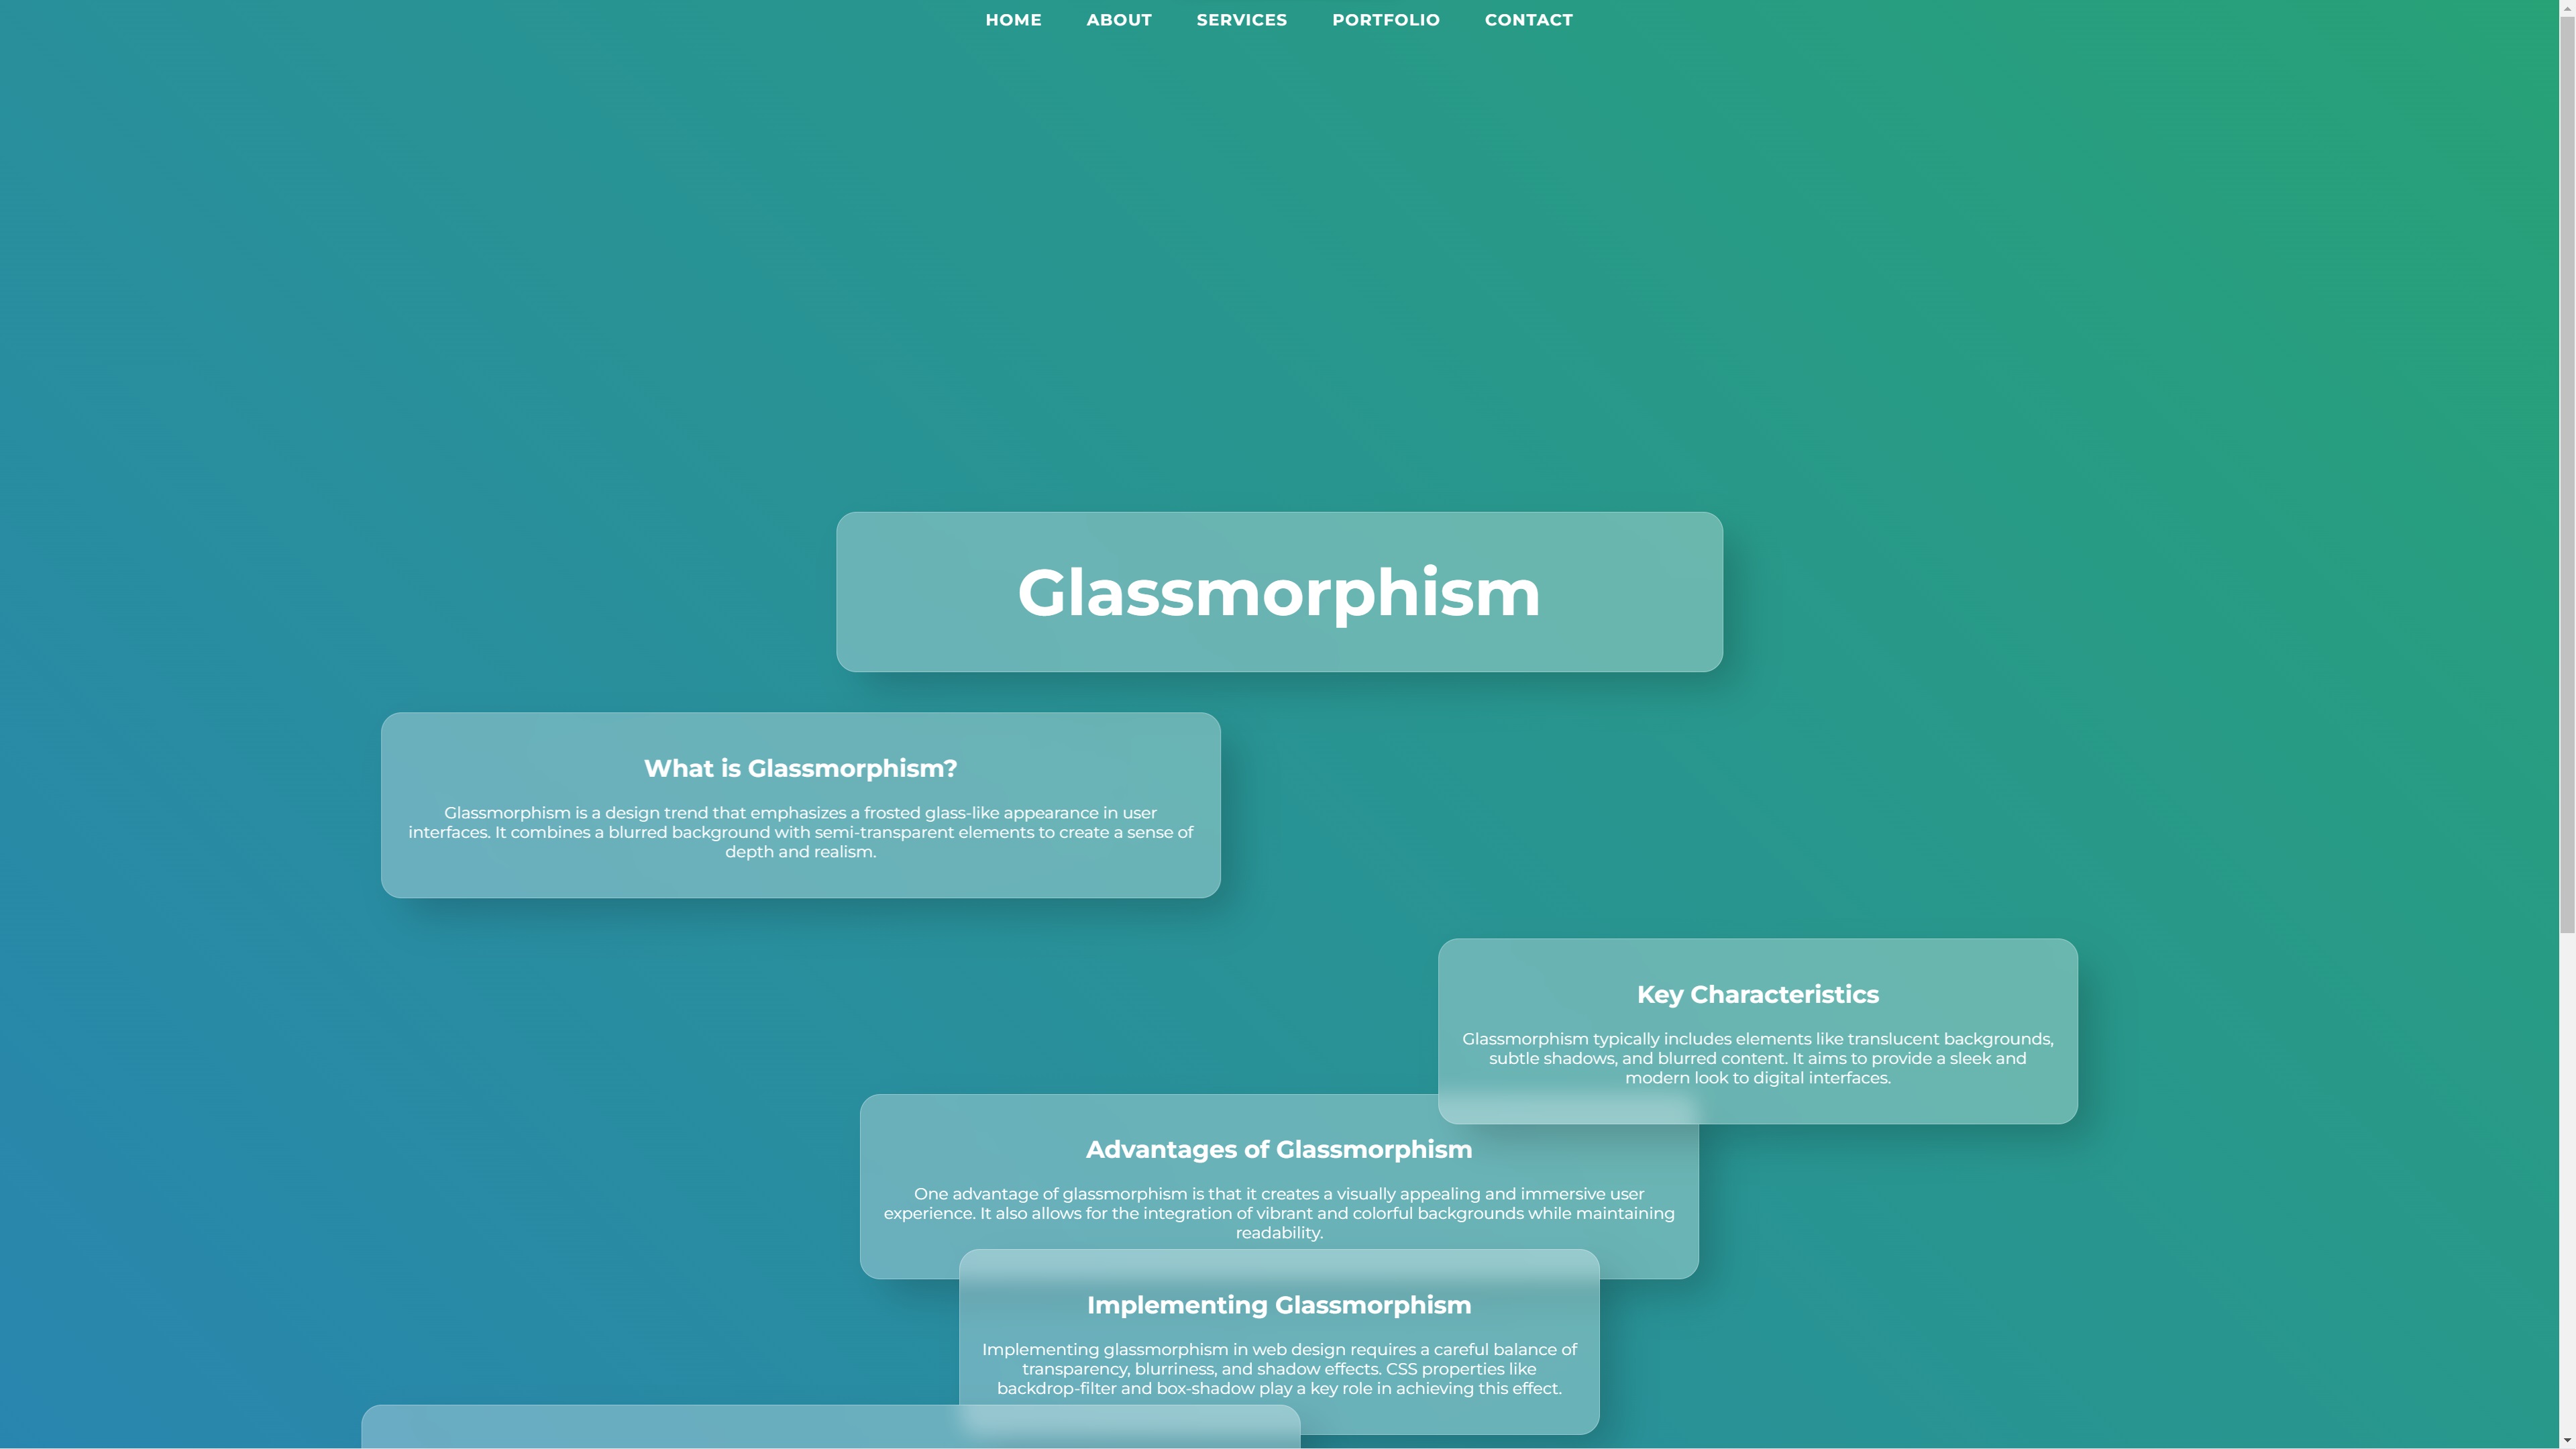 HOME ABOUT SERVICES PORTFOLIO CONTACT
Glassmorphism
What is Glassmorphism?
Glassmorphism is a design trend that emphasizes a frosted glass-like appearance in user
interfaces. It combines a blurred background with semi-transparent elements to create a sense of
depth and realism.
Key Characteristics
Glassmorphism typically includes elements like translucent backgrounds,
subtle shadows, and blurred content. It aims to provide a sleek and
modern look to digital interfaces.
Advantages of Glassmorphism
One advantage of glassmorphism is that it creates a visually appealing and immersive user
experience. It also allows for the integration of vibrant and colorful backgrounds while maintaining
readability.
Implementing Glassmorphism
Implementing glassmorphism in web design requires a careful balance of
transparency, blurriness, and shadow effects. CSS properties like
backdrop-filter and box-shadow play a key role in achieving this effect.